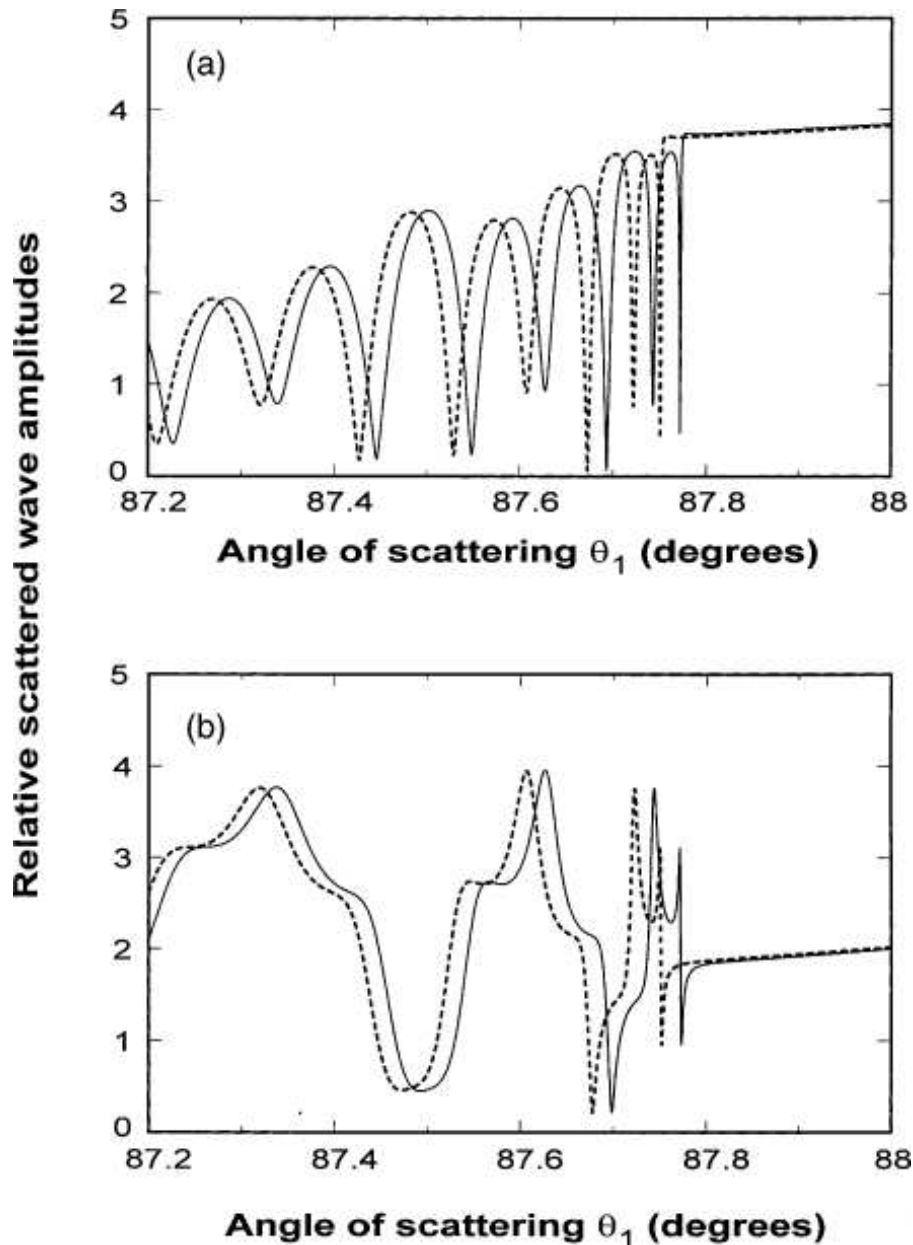 Relative scattered wave amplitudes
5
(a)
4
3
2
1
0
87.2 87.4 87.6 87.8 88
Angle of scattering θ1 (degrees)
5
(b)
4
3
2
1
0
87.2 87.4 87.6 87.8 88
Angle of scattering θ1 (degrees)